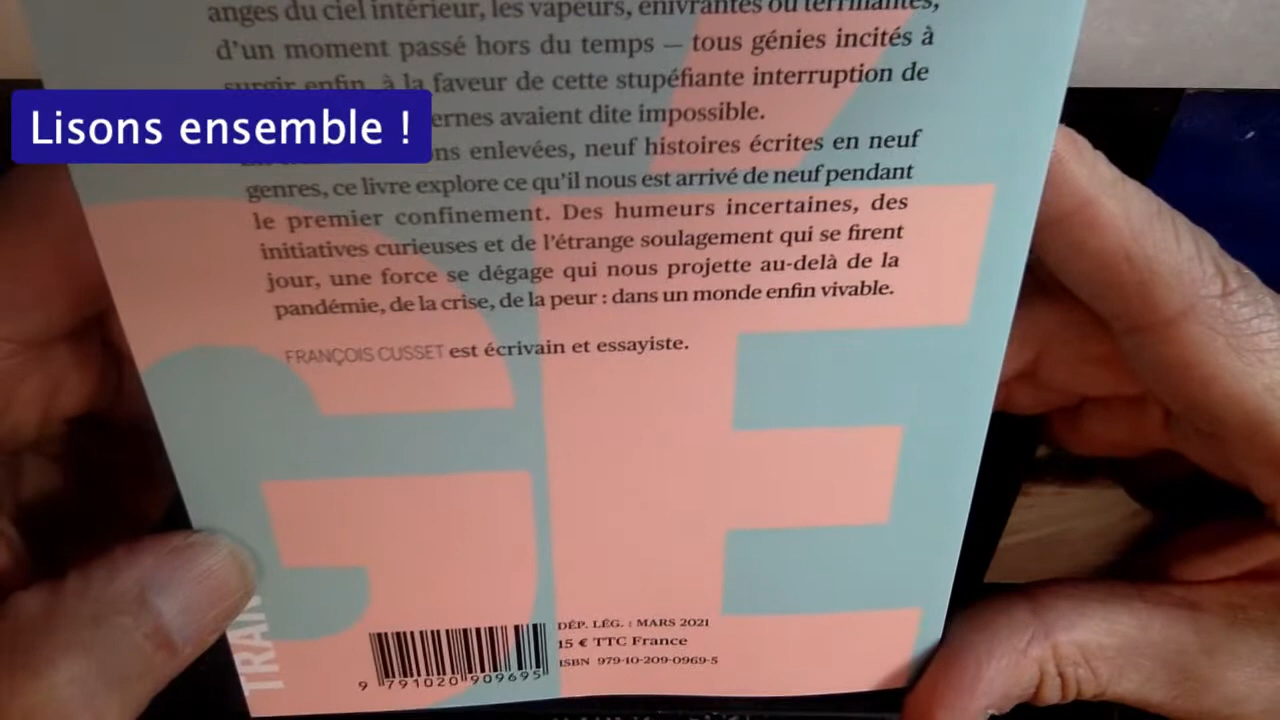 anges du ciel intérieur, les vapeurs, enivrantes ou terrifiantes,
d’un moment passé hors du temps — tous génies incités à
surgir enfin, à la faveur de cette stupéfiante interruption de
Lisons ensemble !
ernes avaient dite impossible.
ns enlevées, neuf histoires écrites en neuf
genres, ce livre explore ce qu’il nous est arrivé de neuf pendant
le premier confinement. Des humeurs incertaines, des
initiatives curieuses et de l’étrange soulagement qui se firent
jour, une force se dégage qui nous projette au-delà de la
pandémie, de la crise, de la peur : dans un monde enfin vivable.
FRANÇOIS CUSSET est écrivain et essayiste.
TRAN
DÉP. LÉG. : MARS 2021
15 € TTC France
ISBN 979-10-209-0969-5
9 791020 909695
GÉ